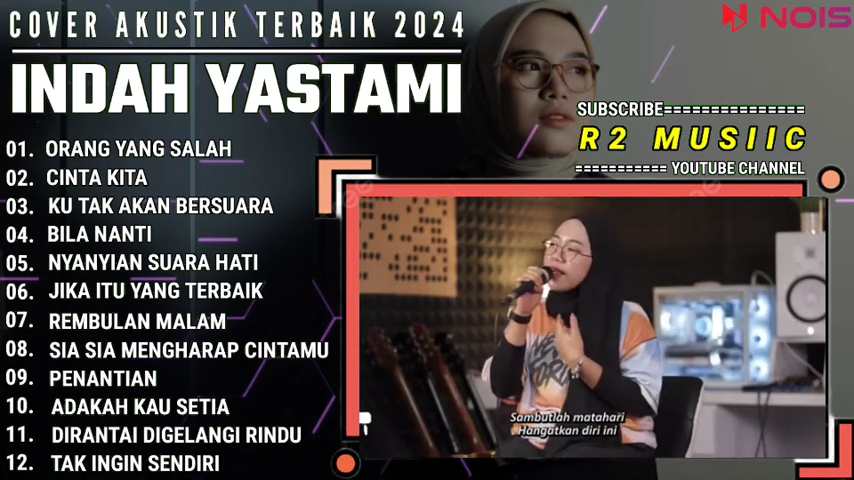 COVER AKUSTIK TERBAIK 2024
INDAH YASTAMI
NOIS
SUBSCRIBE===============
R2 MUSIIC
=========== YOUTUBE CHANNEL
01. ORANG YANG SALAH
02. CINTA KITA
03. KU TAK AKAN BERSUARA
04. BILA NANTI
05. NYANYIAN SUARA HATI
06. JIKA ITU YANG TERBAIK
07. REMBULAN MALAM
08. SIA SIA MENGHARAP CINTAMU
09. PENANTIAN
10. ADAKAH KAU SETIA
11. DIRANTAI DIGELANGI RINDU
12. TAK INGIN SENDIRI
Sambutlah matahari
Hangatkan diri ini